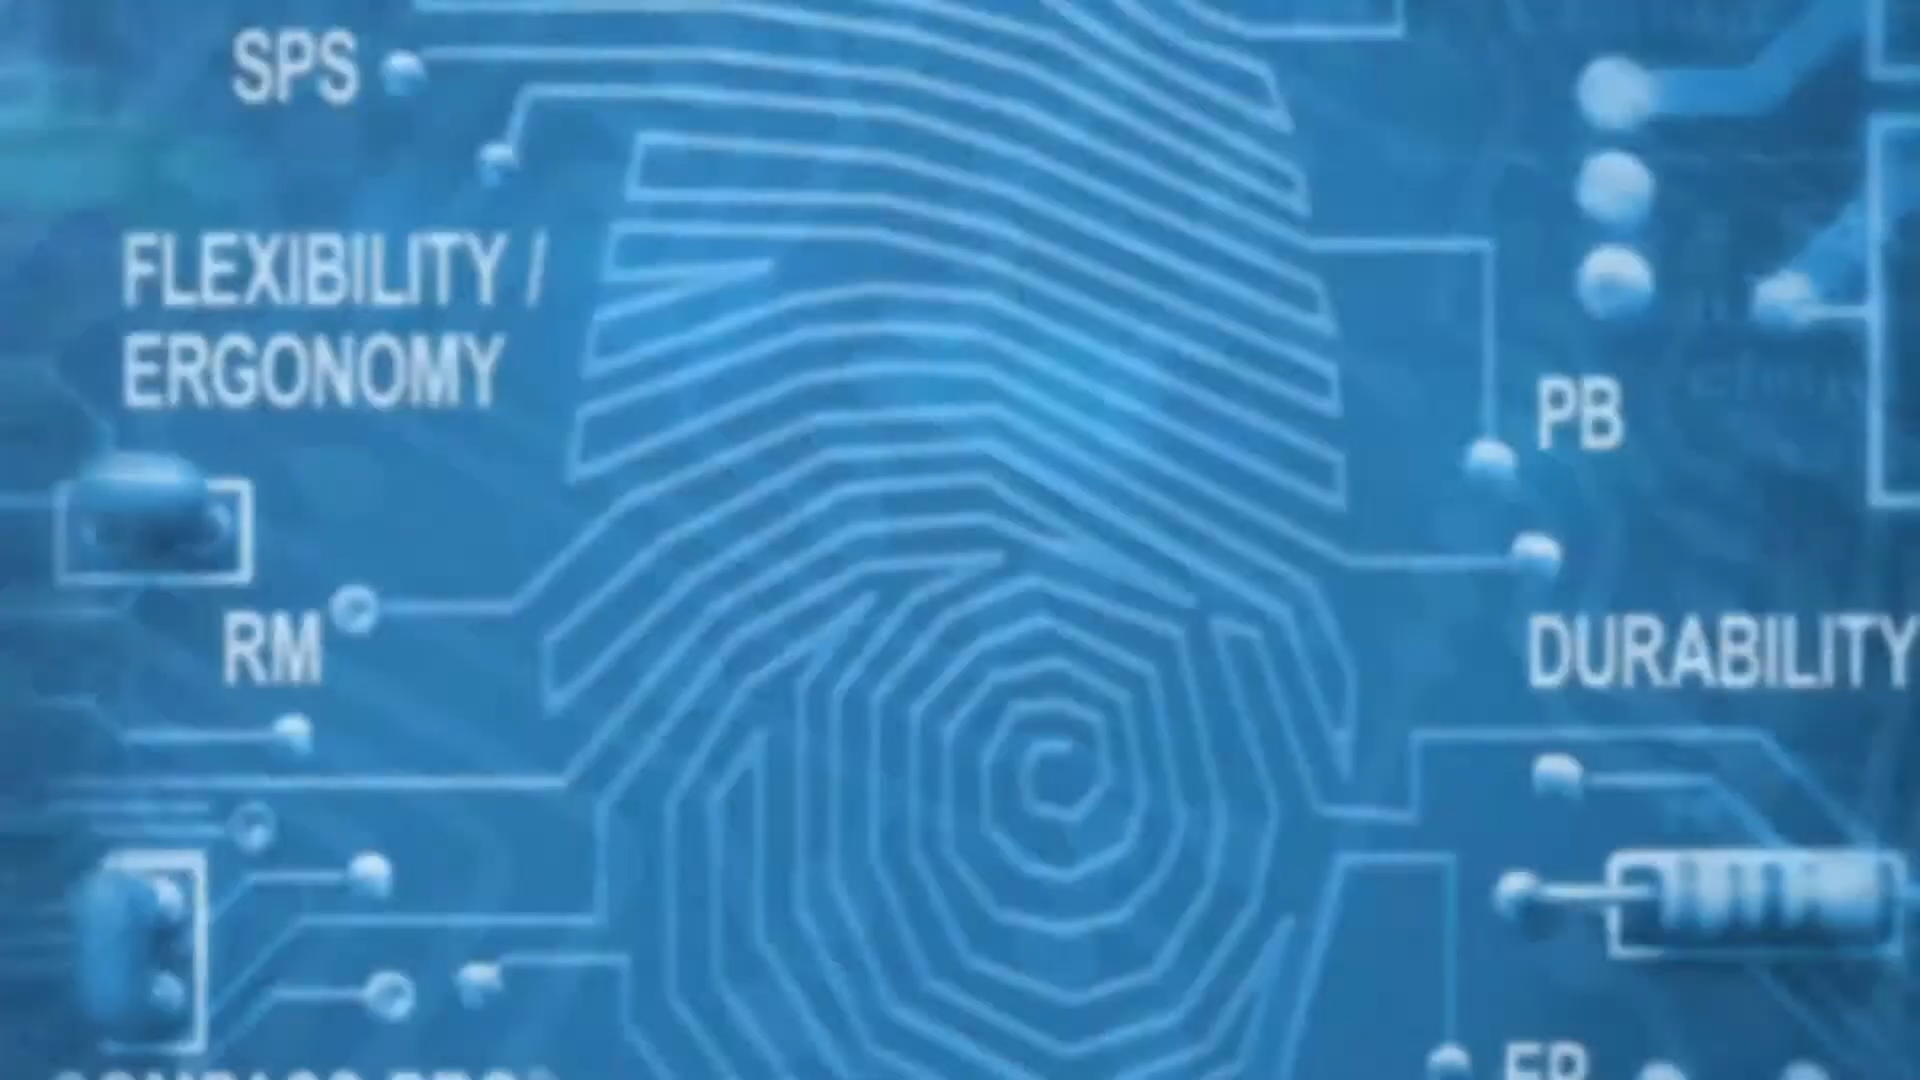 SPS
FLEXIBILITY /
ERGONOMY
PB
RM
DURABILITY